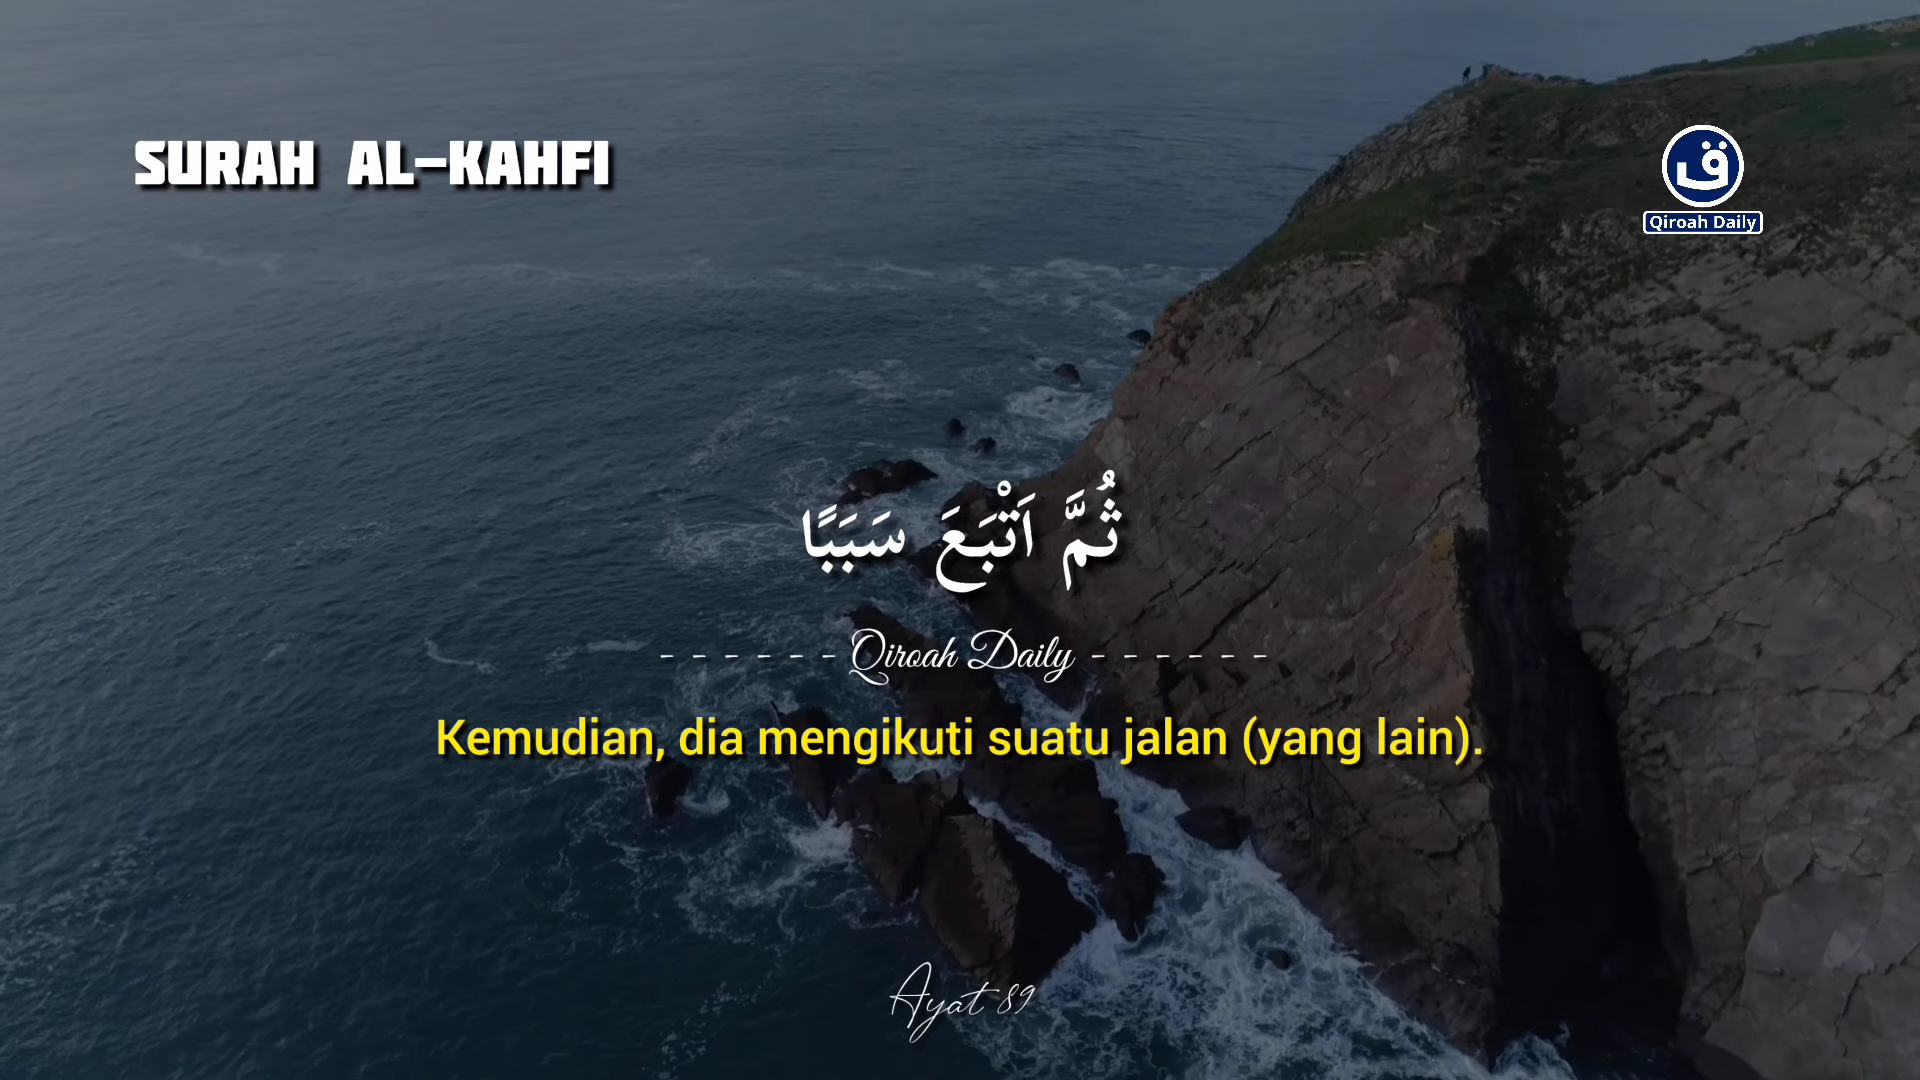 SURAH AL-KAHFI
ق
Qiroah Daily
ثُمَّ اَتْبَعَ سَبَبًا
------ Qiroah Daily ------
Kemudian, dia mengikuti suatu jalan (yang lain).
Ayat 89